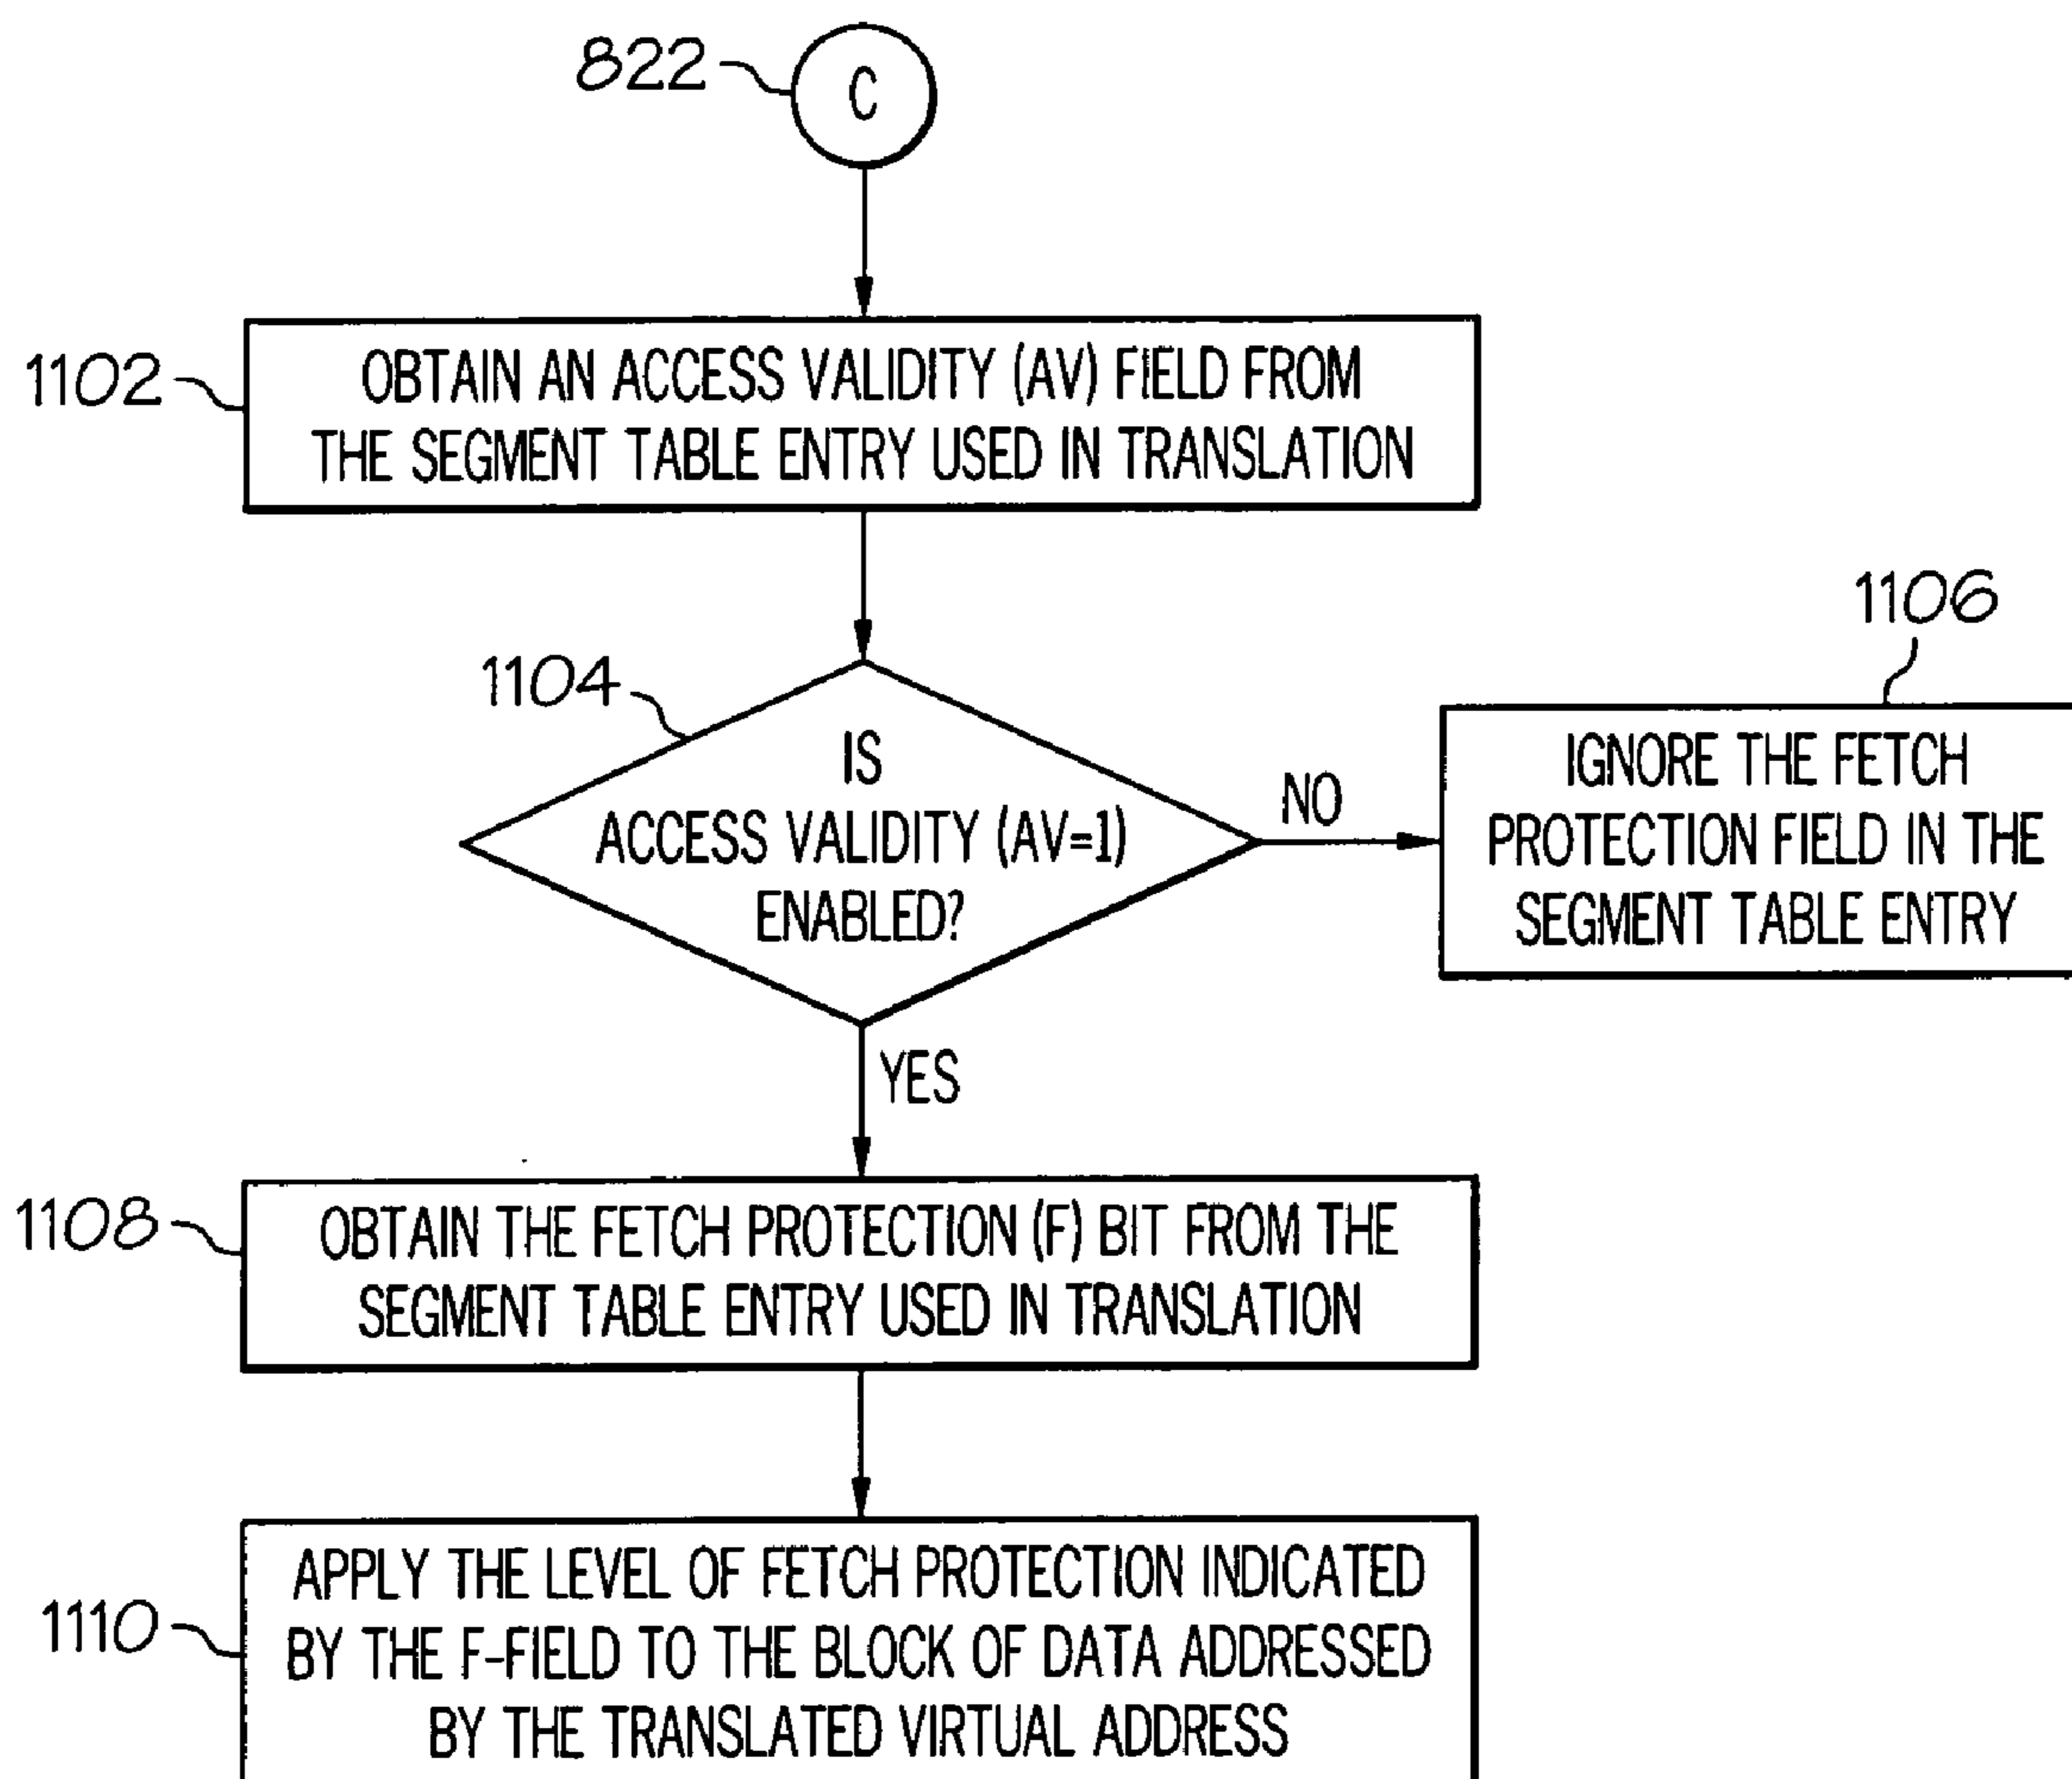 822
C
1102
OBTAIN AN ACCESS VALIDITY (AV) FIELD FROM
THE SEGMENT TABLE ENTRY USED IN TRANSLATION
1104
IS
ACCESS VALIDITY (AV=1)
ENABLED?
NO
1106
IGNORE THE FETCH
PROTECTION FIELD IN THE
SEGMENT TABLE ENTRY
YES
1108
OBTAIN THE FETCH PROTECTION (F) BIT FROM THE
SEGMENT TABLE ENTRY USED IN TRANSLATION
1110
APPLY THE LEVEL OF FETCH PROTECTION INDICATED
BY THE F-FIELD TO THE BLOCK OF DATA ADDRESSED
BY THE TRANSLATED VIRTUAL ADDRESS